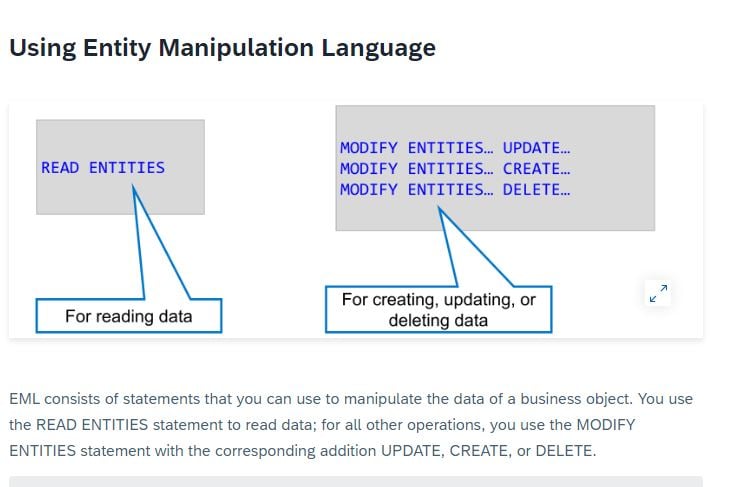 Using Entity Manipulation Language
READ ENTITIES
MODIFY ENTITIES… UPDATE…
MODIFY ENTITIES… CREATE…
MODIFY ENTITIES… DELETE…
For reading data
For creating, updating, or
deleting data
EML consists of statements that you can use to manipulate the data of a business object. You use
the READ ENTITIES statement to read data; for all other operations, you use the MODIFY
ENTITIES statement with the corresponding addition UPDATE, CREATE, or DELETE.